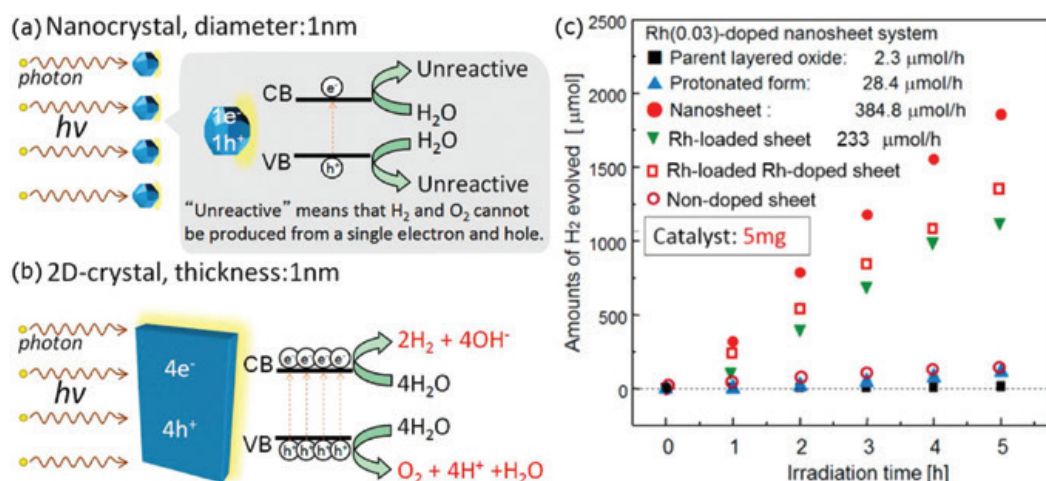 (a) Nanocrystal, diameter:1nm
photon
hν
1e⁻
1h⁺
CB
e⁻
Unreactive
H₂O
H₂O
VB
h⁺
Unreactive
“Unreactive” means that H₂ and O₂ cannot
be produced from a single electron and hole.
(b) 2D-crystal, thickness:1nm
photon
hν
4e⁻
4h⁺
CB
e⁻ e⁻ e⁻ e⁻
2H₂ + 4OH⁻
4H₂O
4H₂O
VB
h⁺ h⁺ h⁺ h⁺
O₂ + 4H⁺ +H₂O
(c)
Amounts of H₂ evolved [ μmol]
2500
2000
1500
1000
500
0
Rh(0.03)-doped nanosheet system
Parent layered oxide: 2.3 μmol/h
Protonated form: 28.4 μmol/h
Nanosheet : 384.8 μmol/h
Rh-loaded sheet 233 μmol/h
Rh-loaded Rh-doped sheet
Non-doped sheet
Catalyst: 5mg
0 1 2 3 4 5
Irradiation time [h]